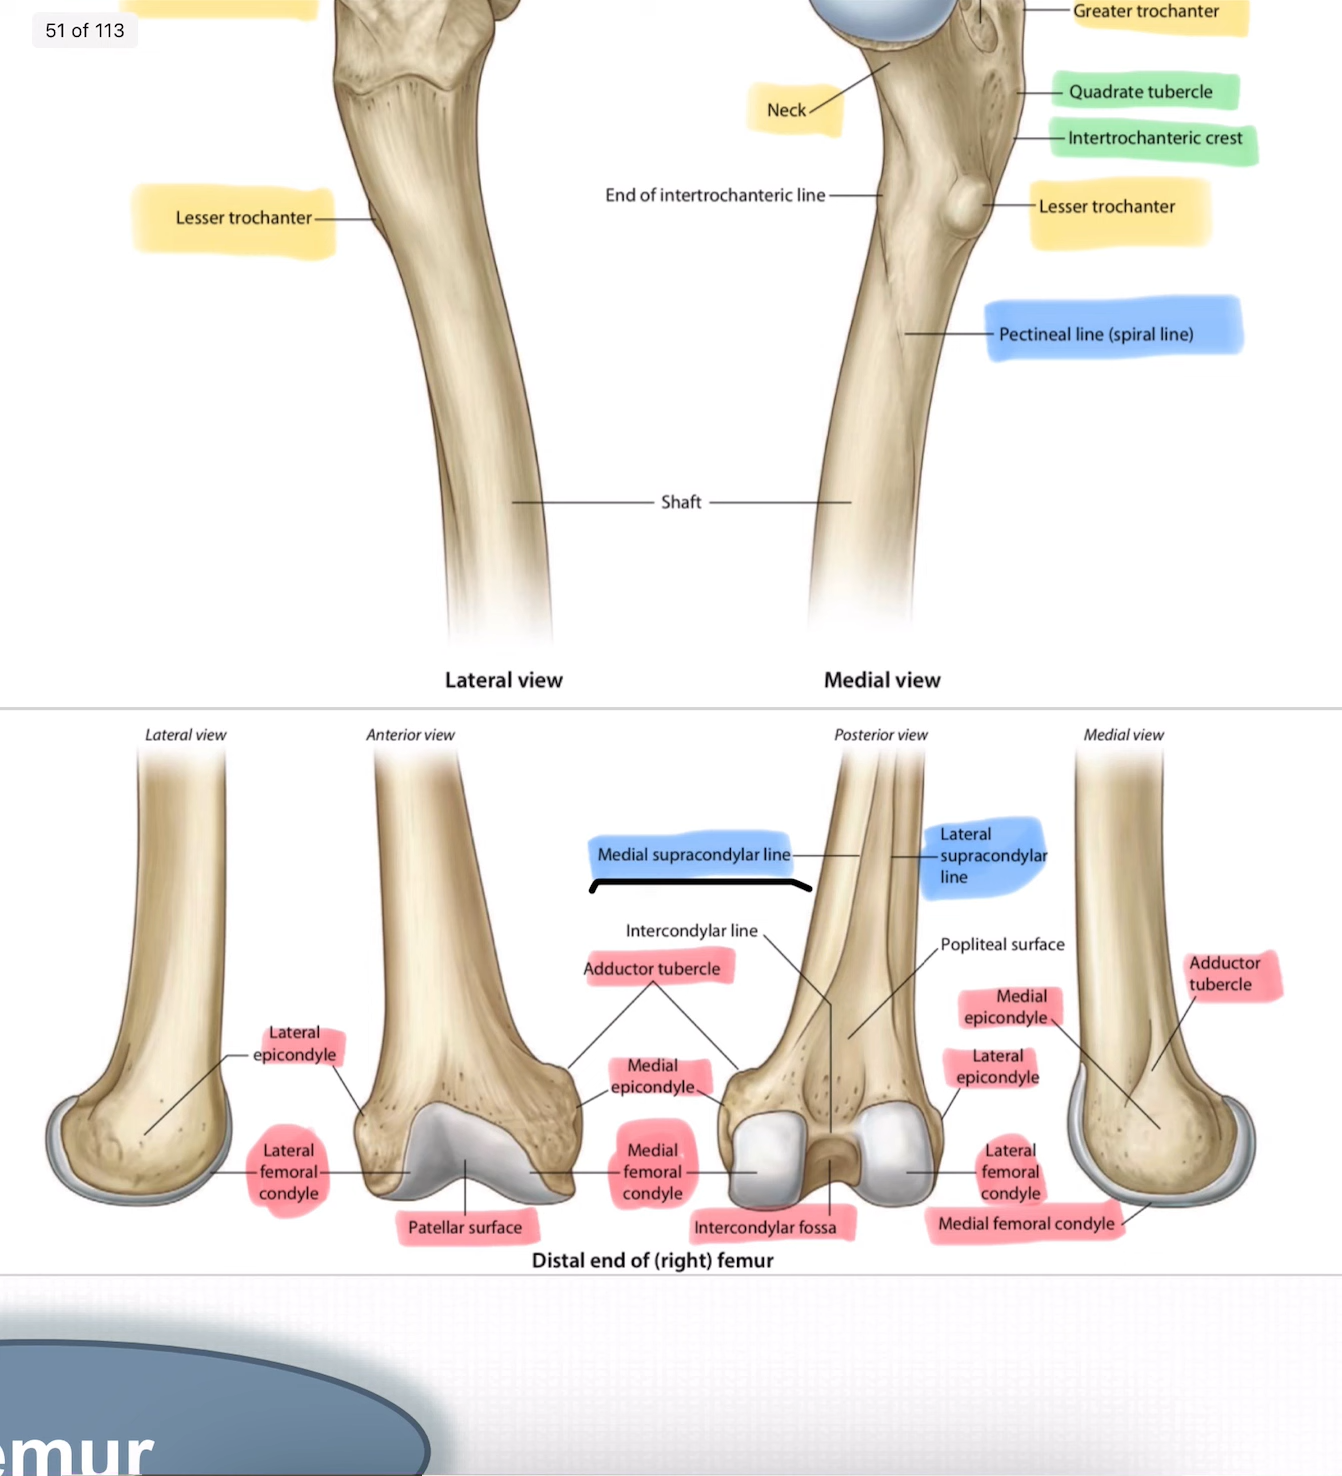 51 of 113
Greater trochanter
Quadrate tubercle
Neck
Intertrochanteric crest
End of intertrochanteric line
Lesser trochanter
Lesser trochanter
Pectineal line (spiral line)
Shaft
Lateral view
Medial view
Lateral view
Anterior view
Posterior view
Medial view
Medial supracondylar line
Lateral
supracondylar
line
Intercondylar line
Popliteal surface
Adductor tubercle
Adductor
tubercle
Medial
epicondyle
Lateral
epicondyle
Medial
epicondyle
Lateral
epicondyle
Lateral
femoral
condyle
Medial
femoral
condyle
Lateral
femoral
condyle
Patellar surface
Intercondylar fossa
Medial femoral condyle
Distal end of (right) femur
emur